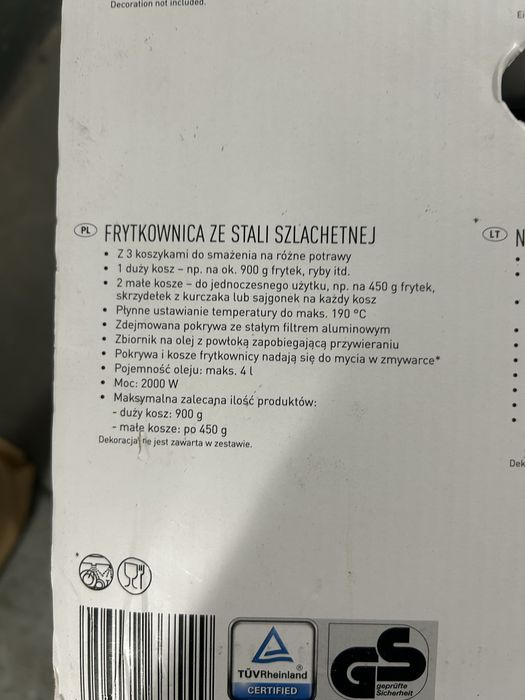 Decoration not included.
Ei
PL FRYTKOWNICA ZE STALI SZLACHETNEJ
• Z 3 koszykami do smażenia na różne potrawy
• 1 duży kosz – np. na ok. 900 g frytek, ryby itd.
• 2 małe kosze – do jednoczesnego użytku, np. na 450 g frytek,
skrzydełek z kurczaka lub sajgonek na każdy kosz
• Płynne ustawianie temperatury do maks. 190 °C
• Zdejmowana pokrywa ze stałym filtrem aluminiowym
• Zbiornik na olej z powłoką zapobiegającą przywieraniu
• Pokrywa i kosze frytkownicy nadają się do mycia w zmywarce*
• Pojemność oleju: maks. 4 l
• Moc: 2000 W
• Maksymalna zalecana ilość produktów:
- duży kosz: 900 g
- małe kosze: po 450 g
Dekoracja nie jest zawarta w zestawie.
* LT N
Dek
*
TÜVRheinland®
CERTIFIED
GS
geprüfte
Sicherheit